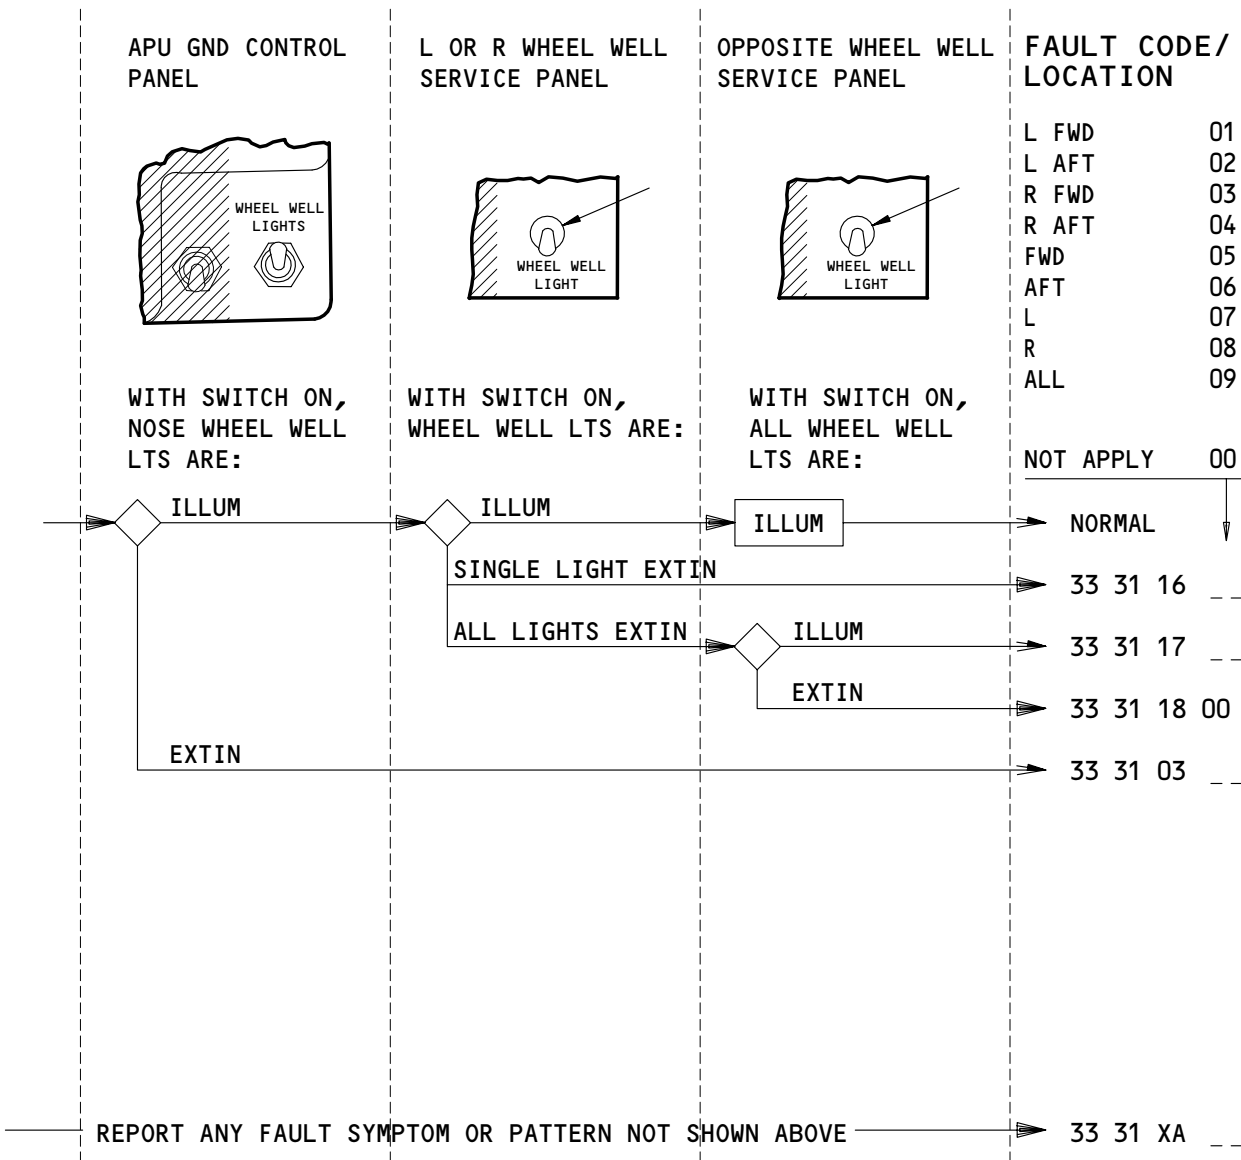 APU GND CONTROL
PANEL
L OR R WHEEL WELL
SERVICE PANEL
OPPOSITE WHEEL WELL
SERVICE PANEL
FAULT CODE/
LOCATION
L FWD 01
L AFT 02
R FWD 03
R AFT 04
FWD 05
AFT 06
L 07
R 08
ALL 09
NOT APPLY 00
WHEEL WELL
LIGHTS
WHEEL WELL
LIGHT
WHEEL WELL
LIGHT
WITH SWITCH ON,
NOSE WHEEL WELL
LTS ARE:
WITH SWITCH ON,
WHEEL WELL LTS ARE:
WITH SWITCH ON,
ALL WHEEL WELL
LTS ARE:
ILLUM
ILLUM
ILLUM
NORMAL
SINGLE LIGHT EXTIN
33 31 16 _ _
ALL LIGHTS EXTIN
ILLUM
33 31 17 _ _
EXTIN
33 31 18 00
EXTIN
33 31 03 _ _
REPORT ANY FAULT SYMPTOM OR PATTERN NOT SHOWN ABOVE
33 31 XA _ _